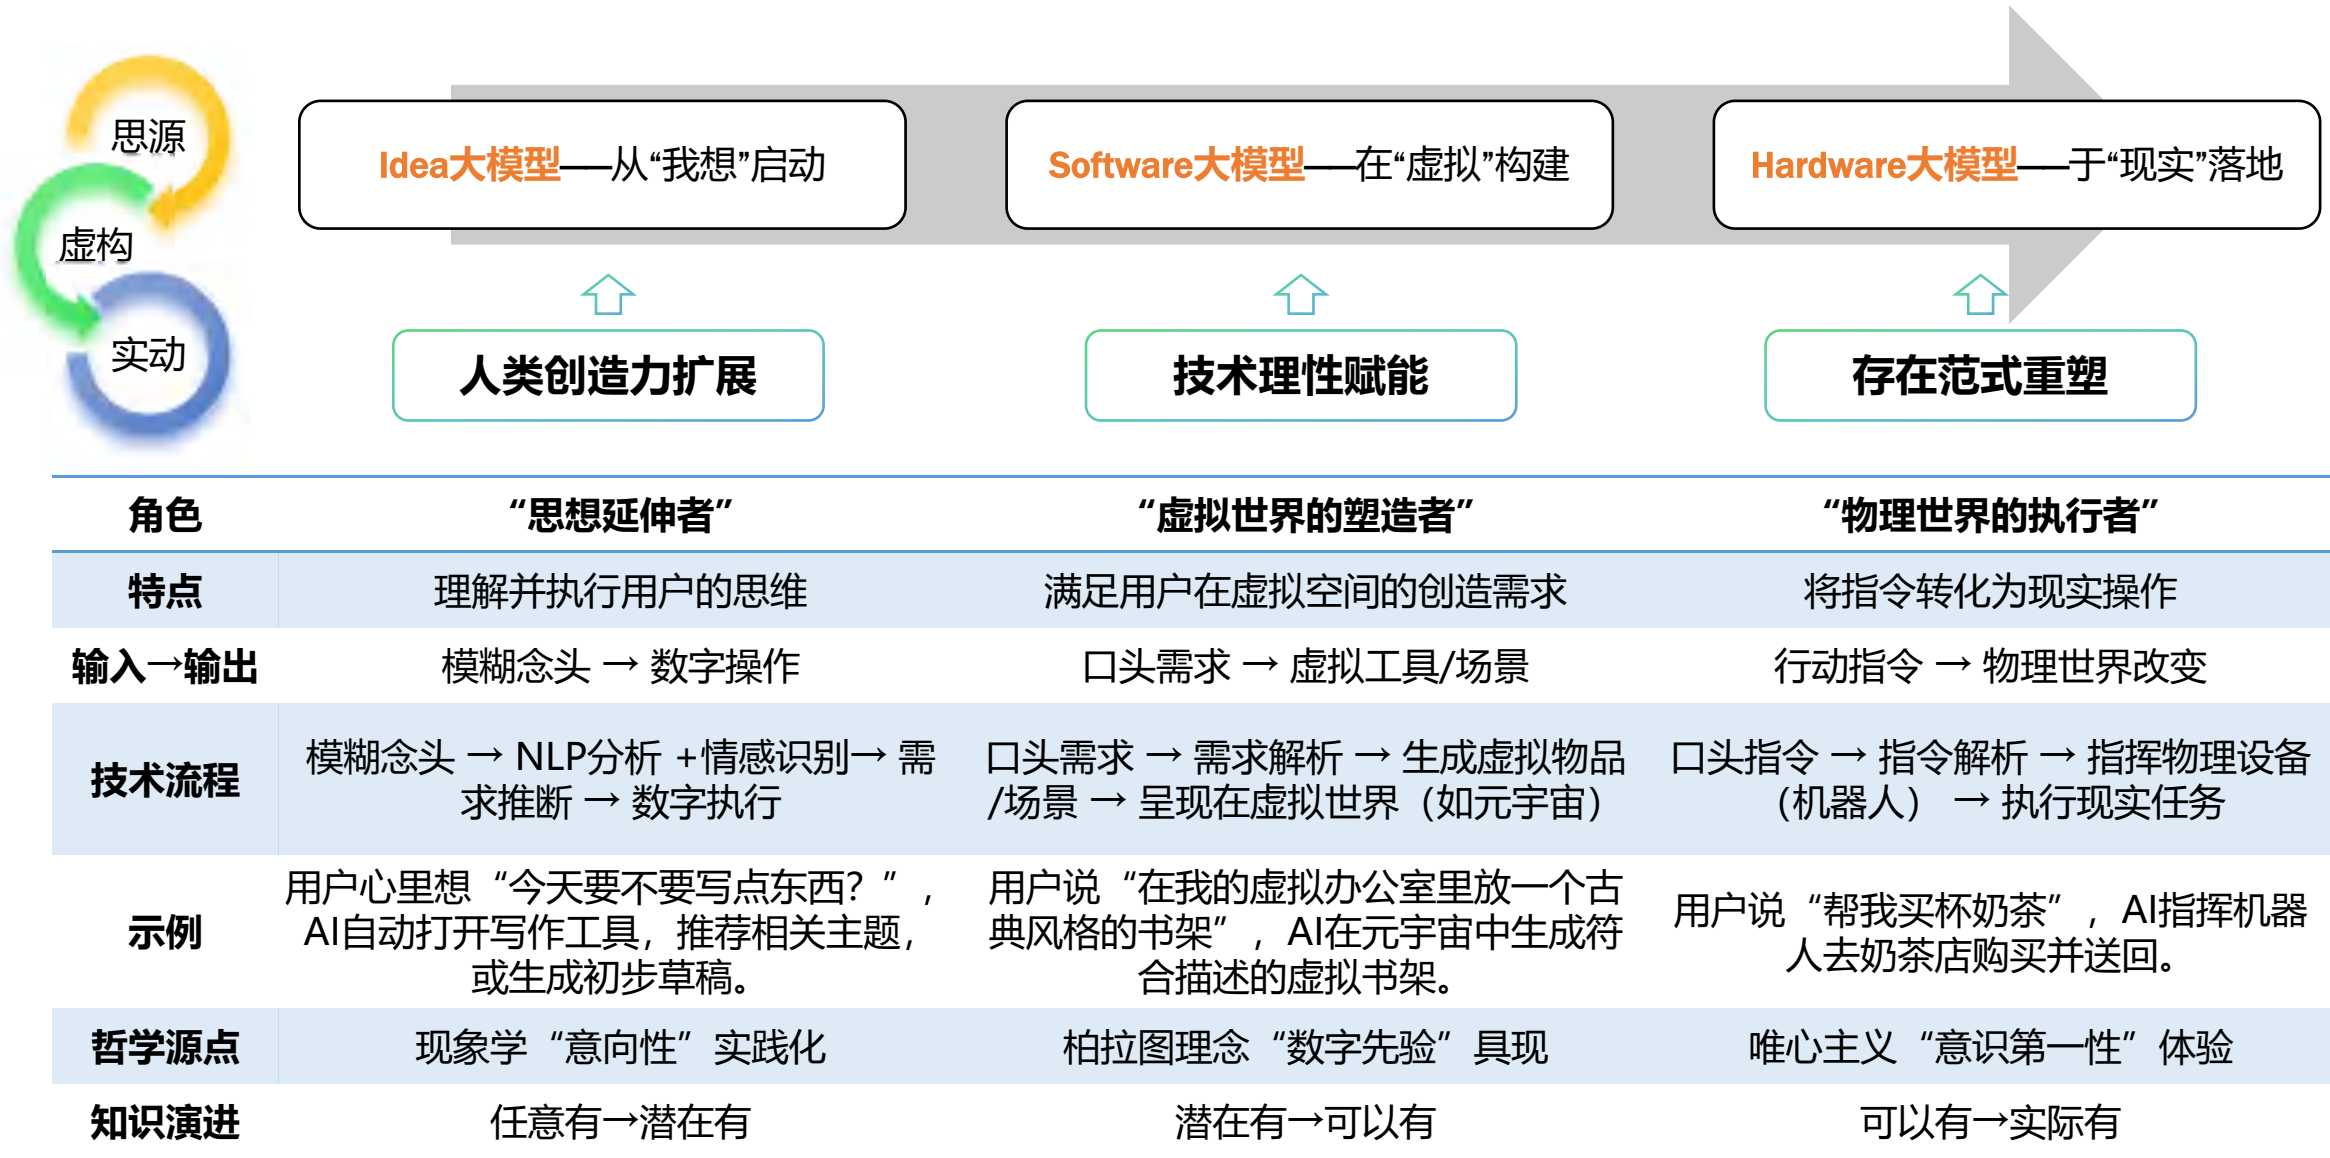 思源
虚构
实动
Idea大模型——从“我想”启动
Software大模型——在“虚拟”构建
Hardware大模型——于“现实”落地
人类创造力扩展
技术理性赋能
存在范式重塑
角色
“思想延伸者”
“虚拟世界的塑造者”
“物理世界的执行者”
特点
理解并执行用户的思维
满足用户在虚拟空间的创造需求
将指令转化为现实操作
输入→输出
模糊念头 → 数字操作
口头需求 → 虚拟工具/场景
行动指令 → 物理世界改变
技术流程
模糊念头 → NLP分析 +情感识别→ 需
求推断 → 数字执行
口头需求 → 需求解析 → 生成虚拟物品
/场景 → 呈现在虚拟世界（如元宇宙）
口头指令 → 指令解析 → 指挥物理设备
（机器人） → 执行现实任务
示例
用户心里想“今天要不要写点东西？”，
AI自动打开写作工具，推荐相关主题，
或生成初步草稿。
用户说“在我的虚拟办公室里放一个古
典风格的书架”，AI在元宇宙中生成符
合描述的虚拟书架。
用户说“帮我买杯奶茶”，AI指挥机器
人去奶茶店购买并送回。
哲学源点
现象学“意向性”实践化
柏拉图理念“数字先验”具现
唯心主义“意识第一性”体验
知识演进
任意有→潜在有
潜在有→可以有
可以有→实际有